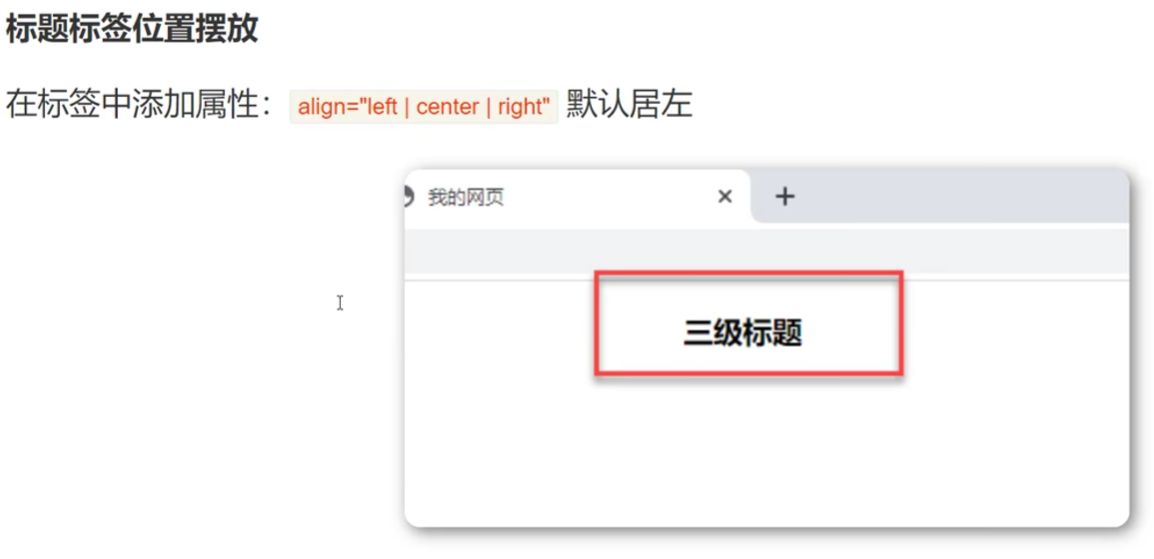 标题标签位置摆放
在标签中添加属性：align="left | center | right" 默认居左
我的网页
三级标题